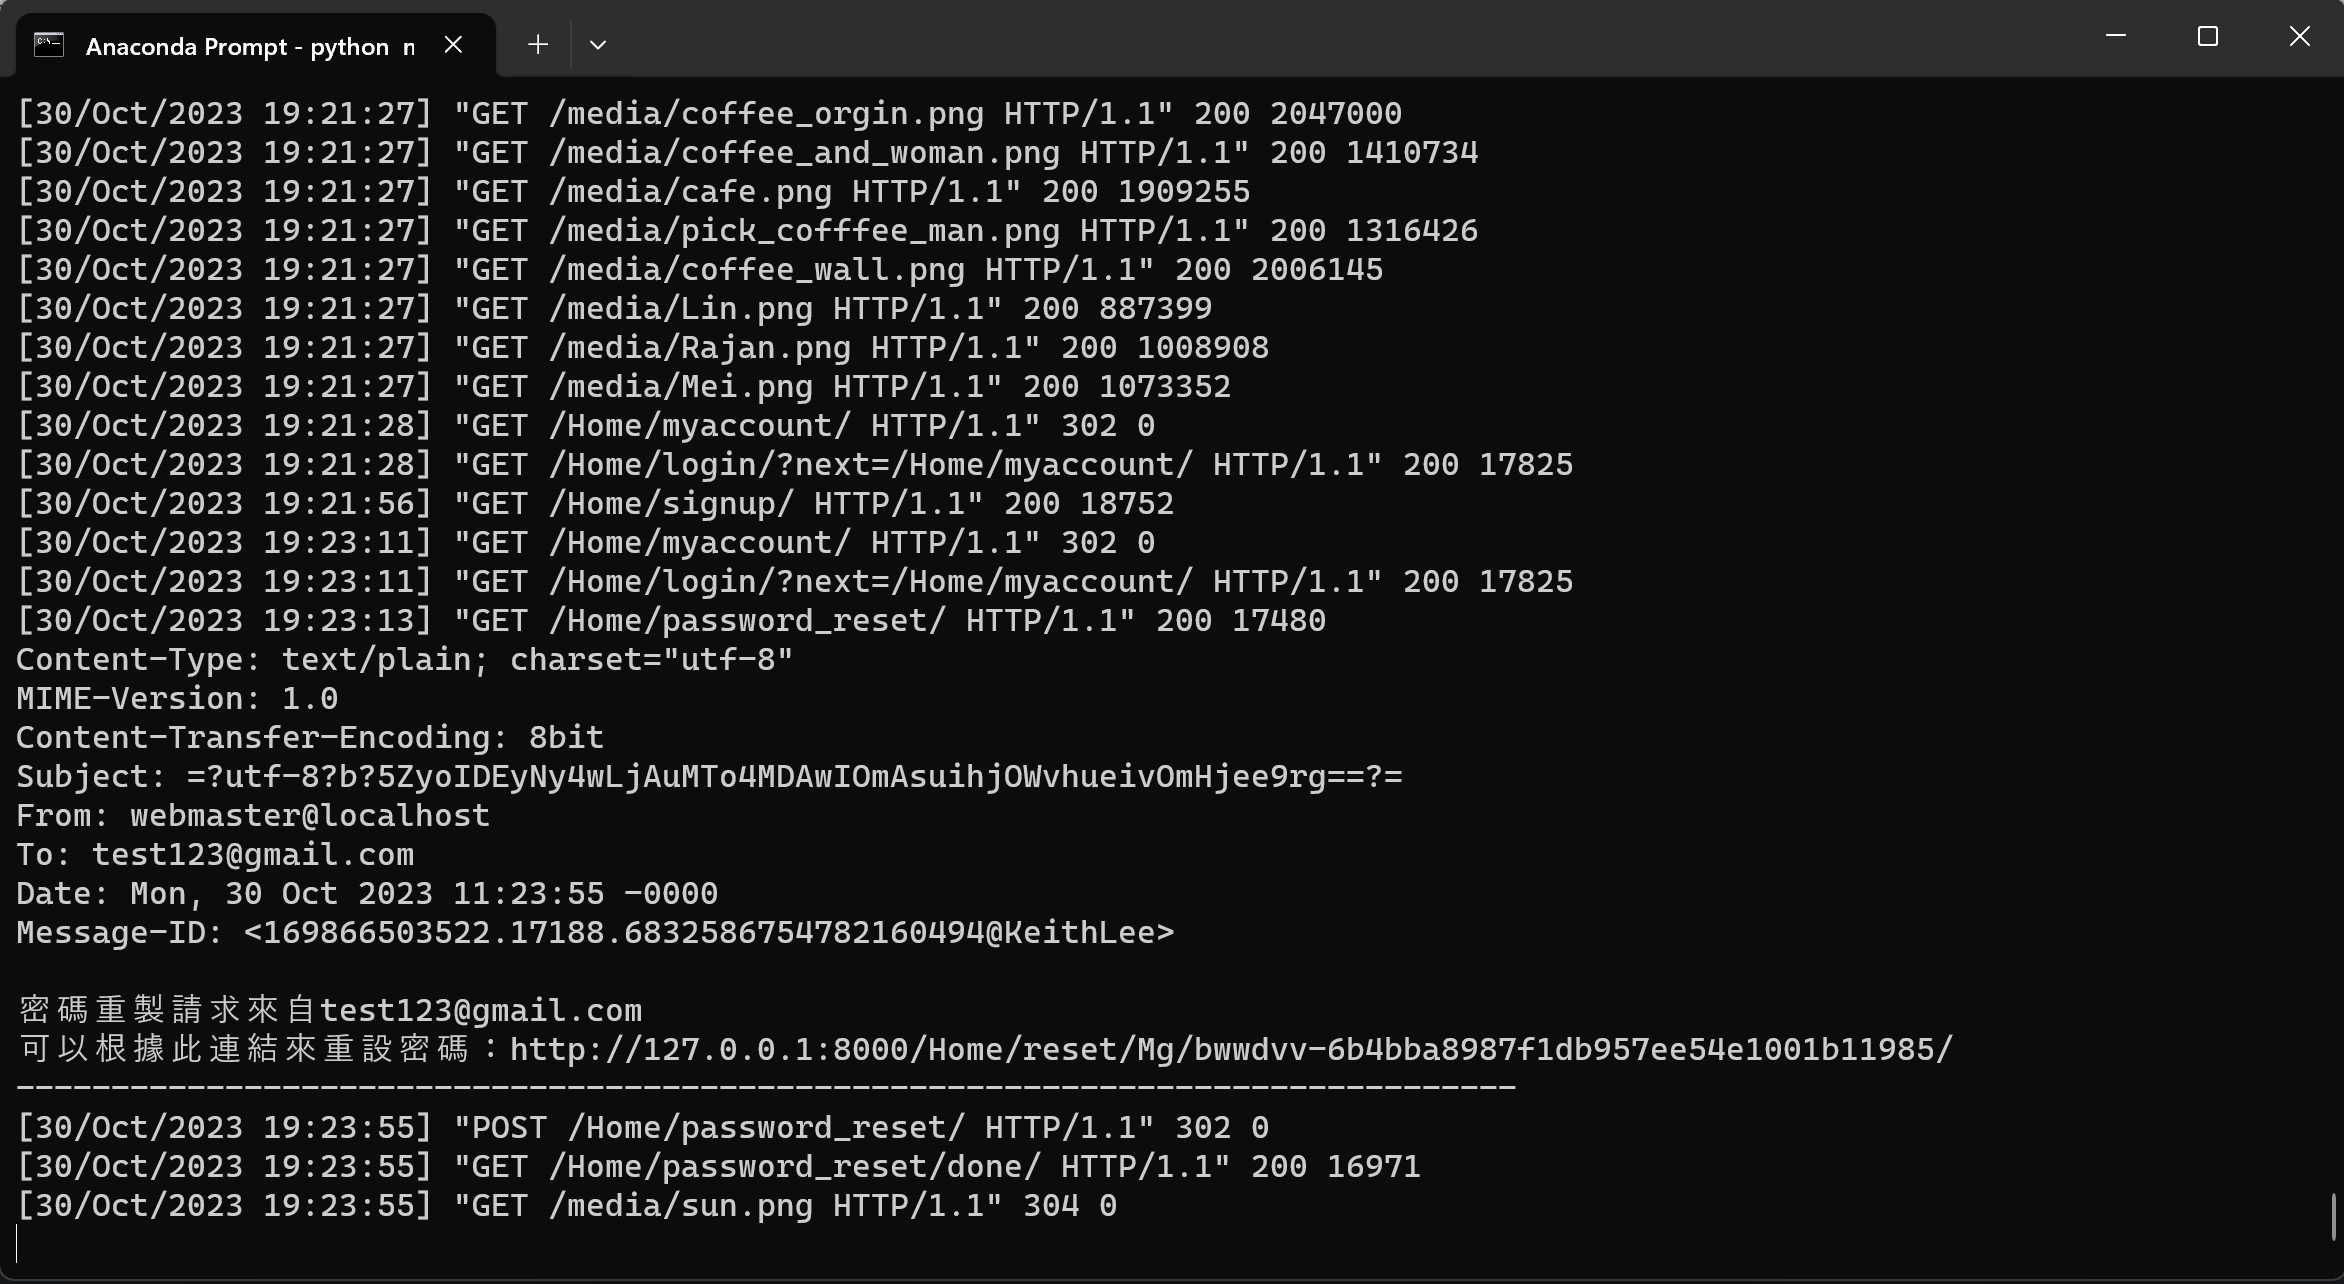 Anaconda Prompt - python n
[30/Oct/2023 19:21:27] "GET /media/coffee_orgin.png HTTP/1.1" 200 2047000
[30/Oct/2023 19:21:27] "GET /media/coffee_and_woman.png HTTP/1.1" 200 1410734
[30/Oct/2023 19:21:27] "GET /media/cafe.png HTTP/1.1" 200 1909255
[30/Oct/2023 19:21:27] "GET /media/pick_cofffee_man.png HTTP/1.1" 200 1316426
[30/Oct/2023 19:21:27] "GET /media/coffee_wall.png HTTP/1.1" 200 2006145
[30/Oct/2023 19:21:27] "GET /media/Lin.png HTTP/1.1" 200 887399
[30/Oct/2023 19:21:27] "GET /media/Rajan.png HTTP/1.1" 200 1008908
[30/Oct/2023 19:21:27] "GET /media/Mei.png HTTP/1.1" 200 1073352
[30/Oct/2023 19:21:28] "GET /Home/myaccount/ HTTP/1.1" 302 0
[30/Oct/2023 19:21:28] "GET /Home/login/?next=/Home/myaccount/ HTTP/1.1" 200 17825
[30/Oct/2023 19:21:56] "GET /Home/signup/ HTTP/1.1" 200 18752
[30/Oct/2023 19:23:11] "GET /Home/myaccount/ HTTP/1.1" 302 0
[30/Oct/2023 19:23:11] "GET /Home/login/?next=/Home/myaccount/ HTTP/1.1" 200 17825
[30/Oct/2023 19:23:13] "GET /Home/password_reset/ HTTP/1.1" 200 17480
Content-Type: text/plain; charset="utf-8"
MIME-Version: 1.0
Content-Transfer-Encoding: 8bit
Subject: =?utf-8?b?5ZyoIDEyNy4wLjAuMTo4MDAwIOmAsuihjOWvhueivOmHjee9rg==?=
From: webmaster@localhost
To: test123@gmail.com
Date: Mon, 30 Oct 2023 11:23:55 -0000
Message-ID: <169866503522.17188.6832586754782160494@KeithLee>
密碼重製請求來自test123@gmail.com
可以根據此連結來重設密碼：http://127.0.0.1:8000/Home/reset/Mg/bwwdvv-6b4bba8987f1db957ee54e1001b11985/
-------------------------------------------------------------------------------
[30/Oct/2023 19:23:55] "POST /Home/password_reset/ HTTP/1.1" 302 0
[30/Oct/2023 19:23:55] "GET /Home/password_reset/done/ HTTP/1.1" 200 16971
[30/Oct/2023 19:23:55] "GET /media/sun.png HTTP/1.1" 304 0